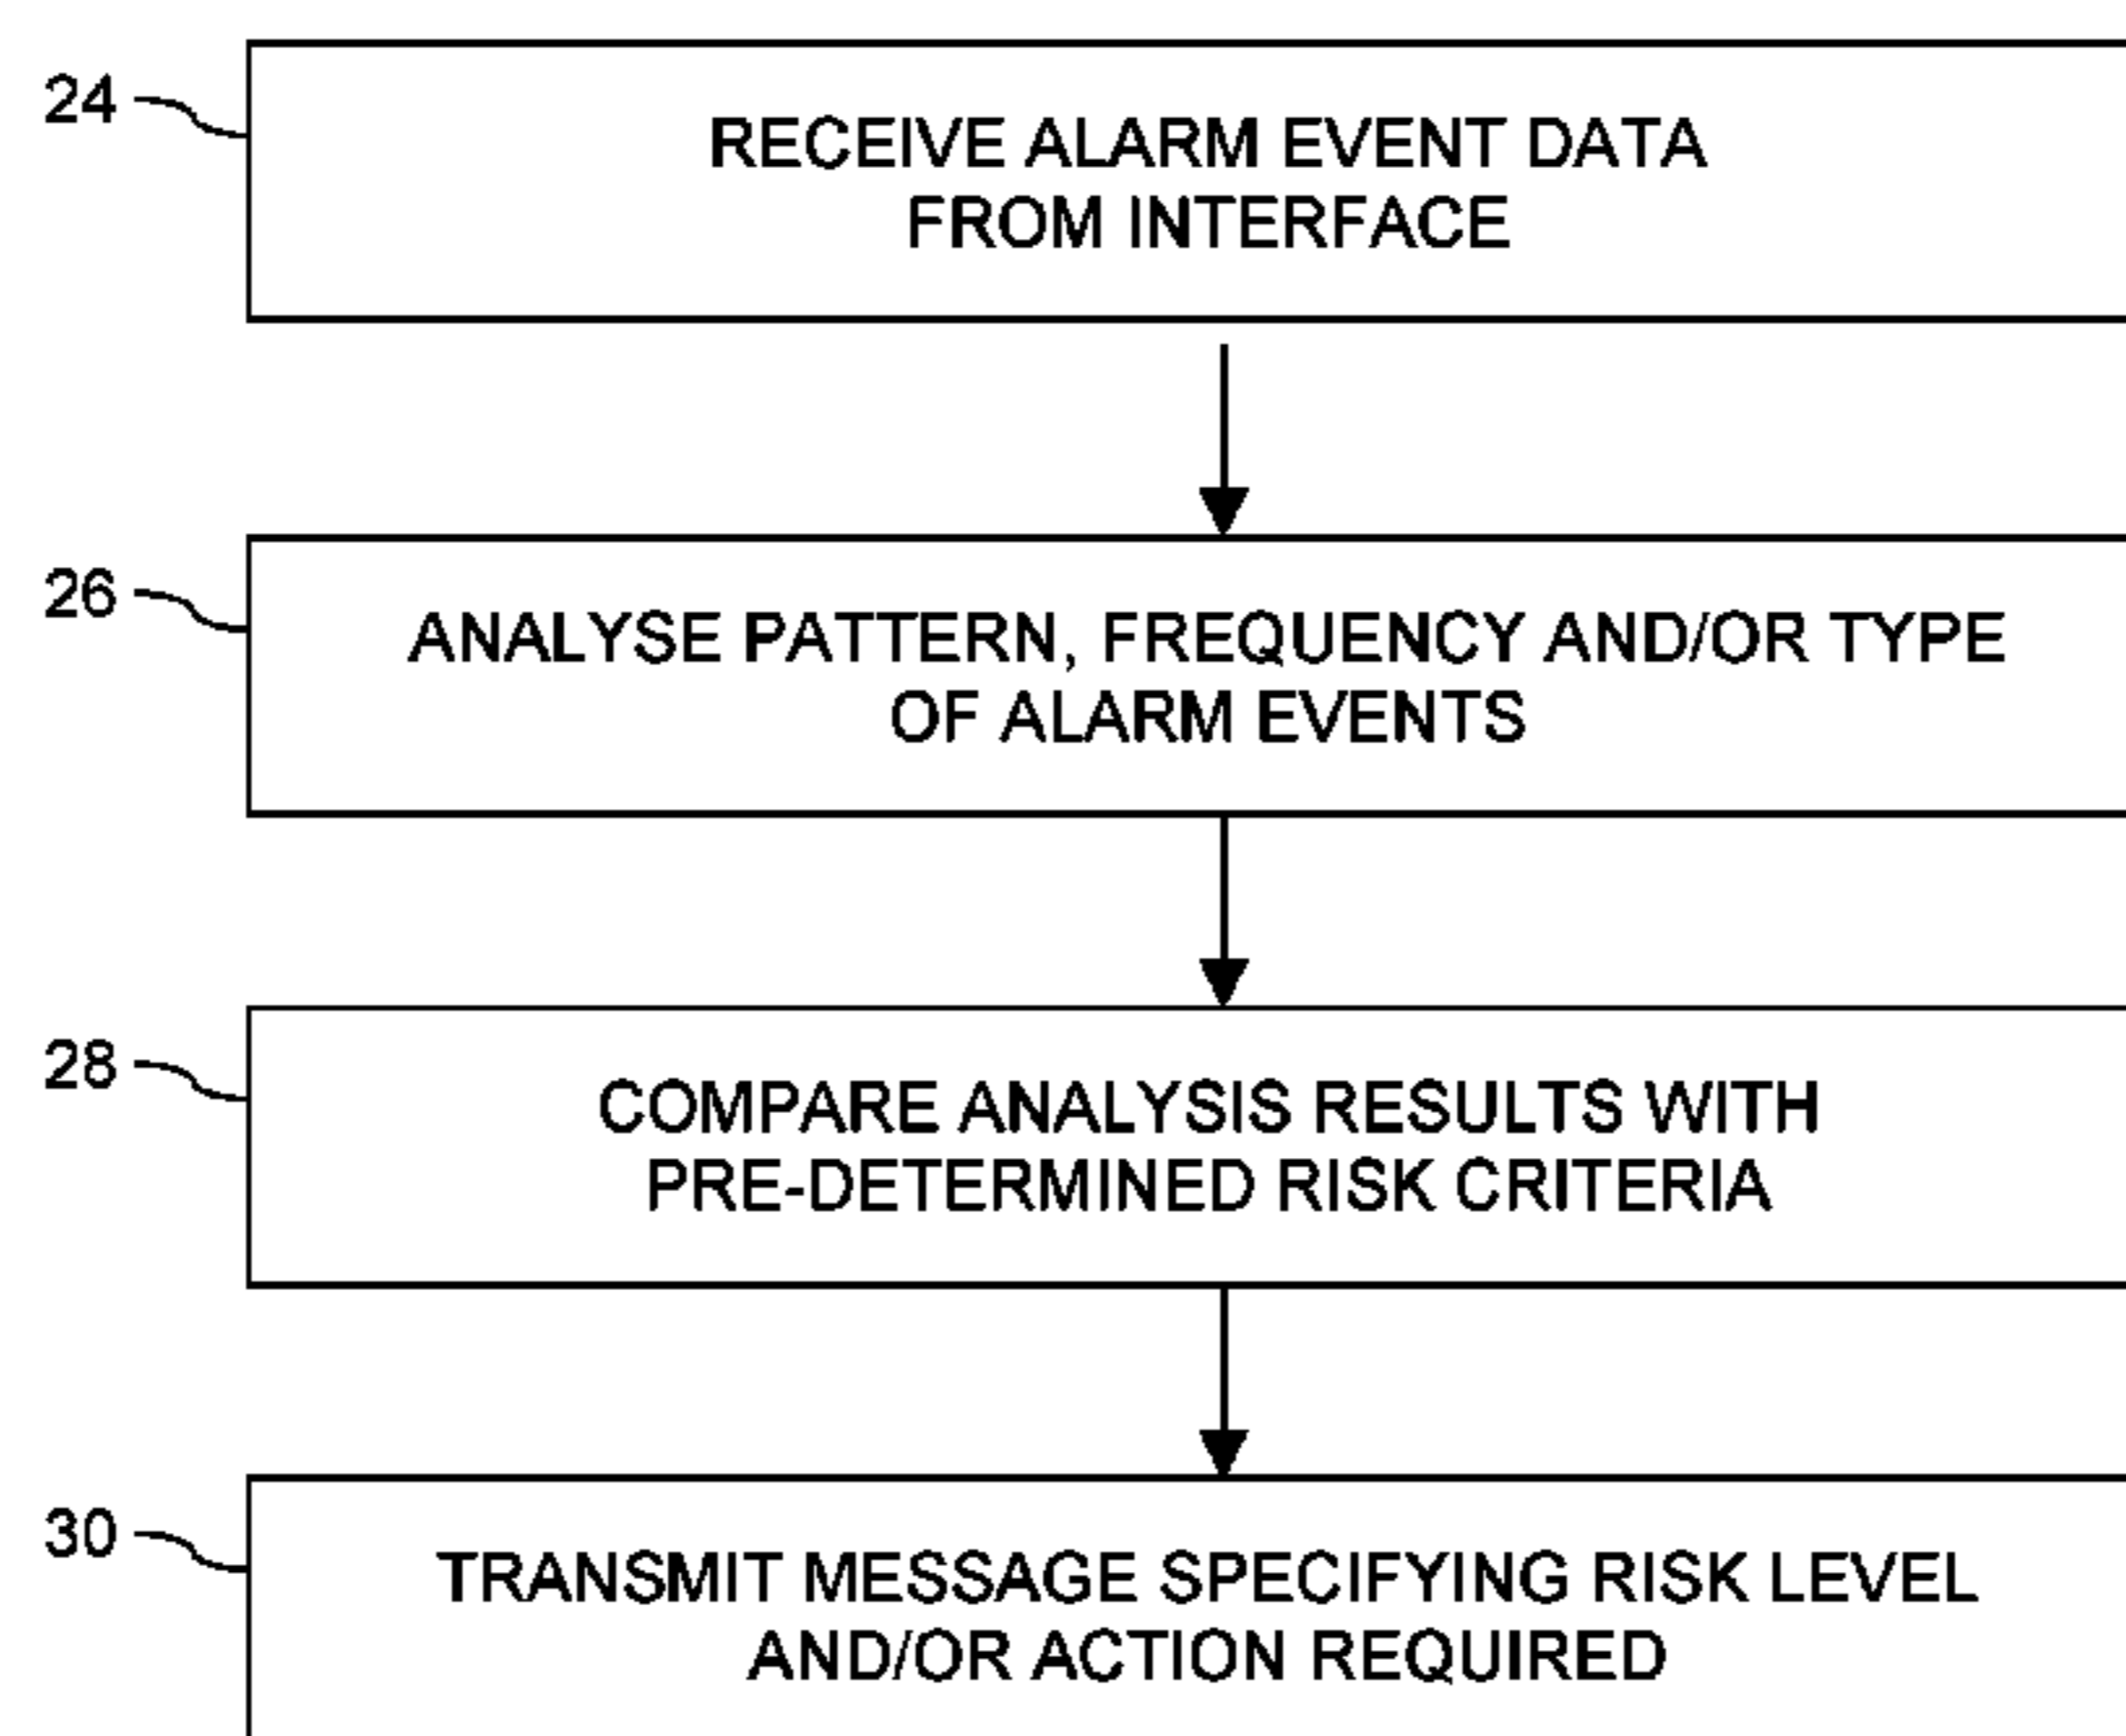 24
RECEIVE ALARM EVENT DATA
FROM INTERFACE
26
ANALYSE PATTERN, FREQUENCY AND/OR TYPE
OF ALARM EVENTS
28
COMPARE ANALYSIS RESULTS WITH
PRE-DETERMINED RISK CRITERIA
30
TRANSMIT MESSAGE SPECIFYING RISK LEVEL
AND/OR ACTION REQUIRED